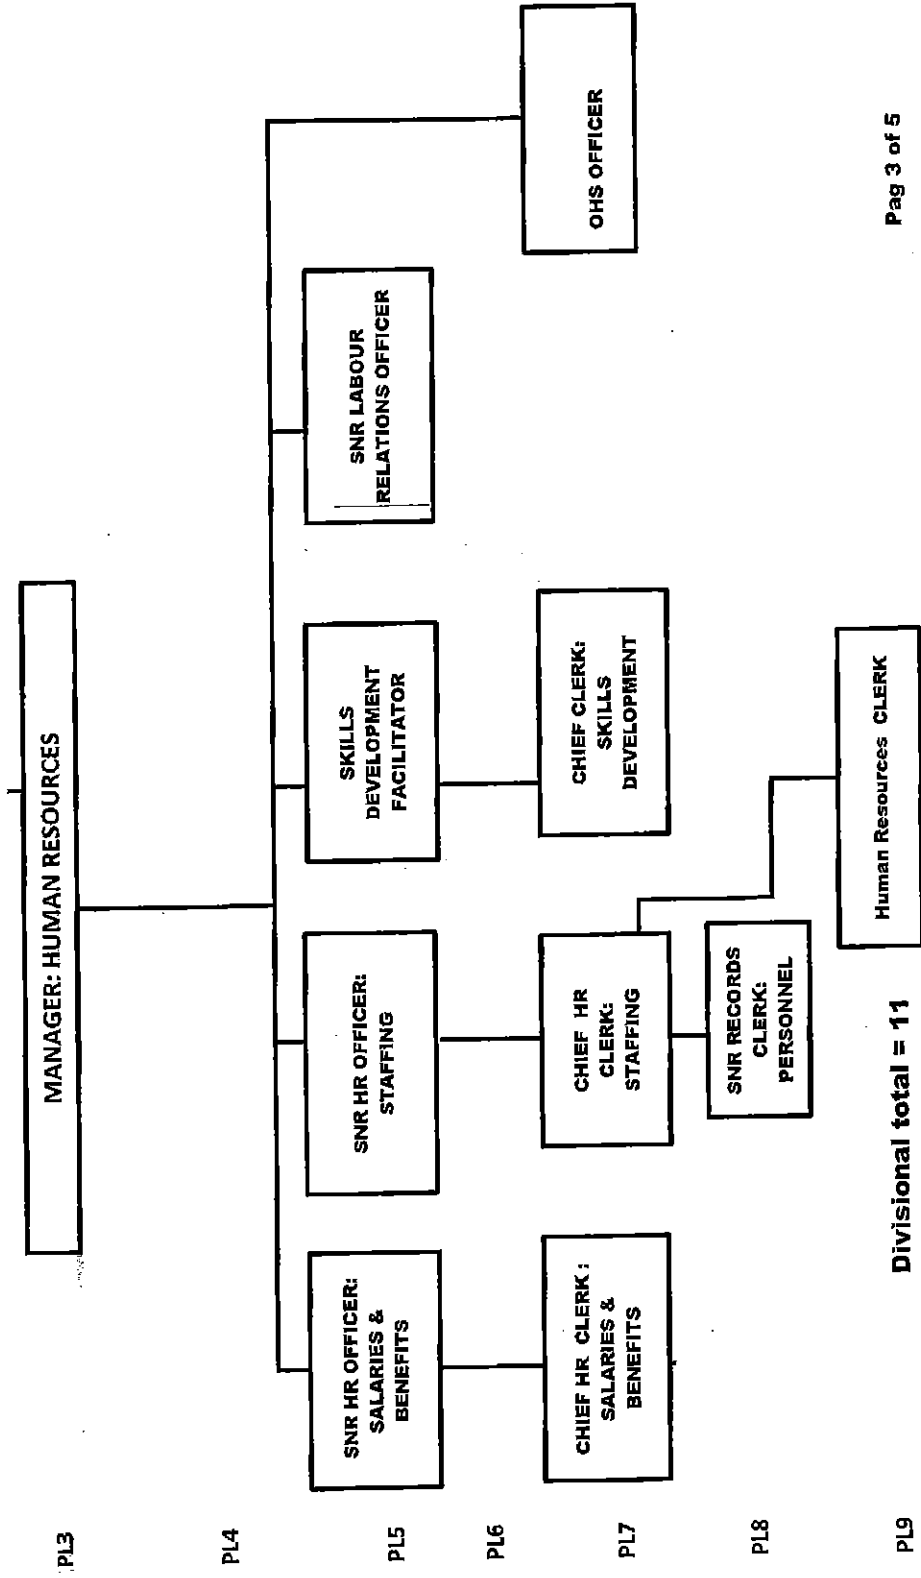 PL3
MANAGER: HUMAN RESOURCES
PL4
PL5
SNR HR OFFICER:
SALARIES &
BENEFITS
SNR HR OFFICER:
STAFFING
SKILLS
DEVELOPMENT
FACILITATOR
SNR LABOUR
RELATIONS OFFICER
PL6
PL7
CHIEF HR CLERK :
SALARIES &
BENEFITS
CHIEF HR
CLERK:
STAFFING
CHIEF CLERK:
SKILLS
DEVELOPMENT
OHS OFFICER
PL8
SNR RECORDS
CLERK:
PERSONNEL
PL9
Human Resources CLERK
Divisional total = 11
Pag 3 of 5